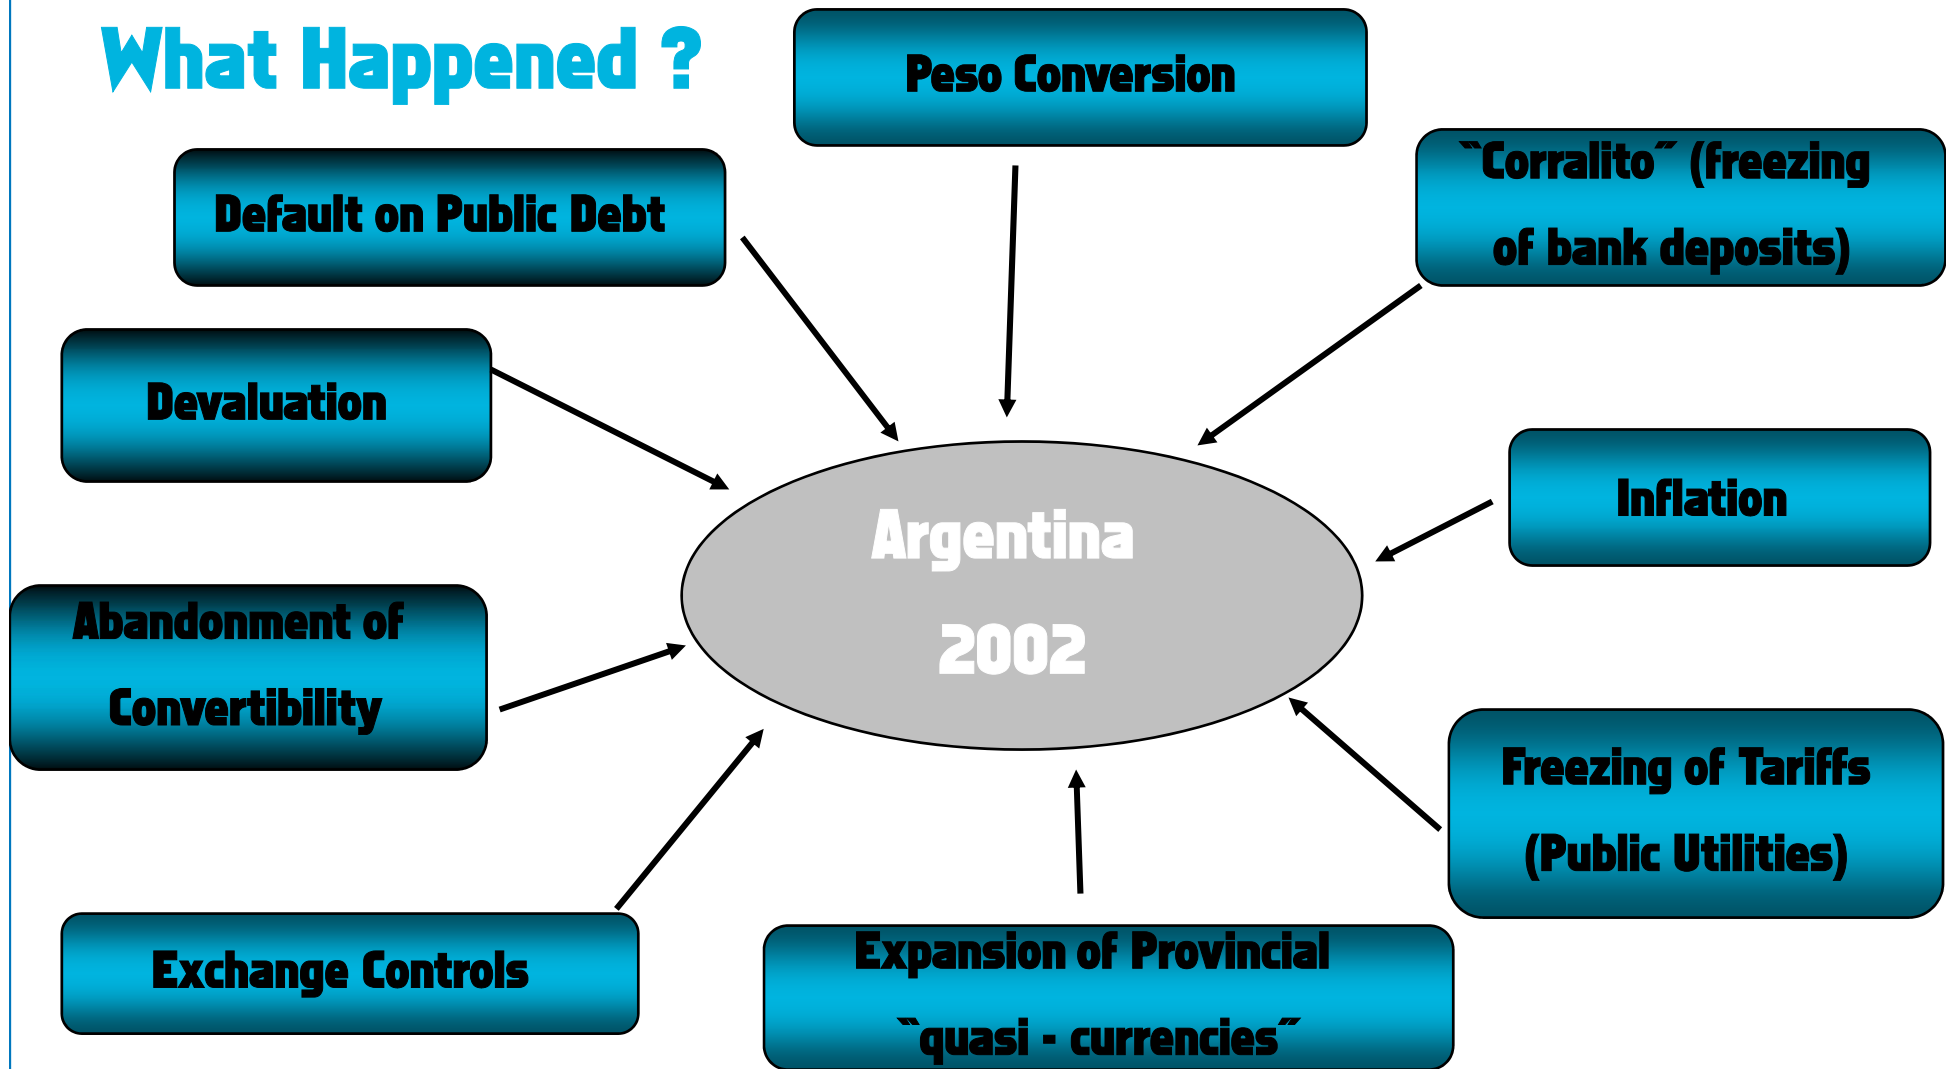 What Happened ?
Peso Conversion
Default on Public Debt
“Corralito” (freezing
of bank deposits)
Devaluation
Inflation
Argentina
2002
Abandonment of
Convertibility
Freezing of Tariffs
(Public Utilities)
Exchange Controls
Expansion of Provincial
“quasi - currencies”